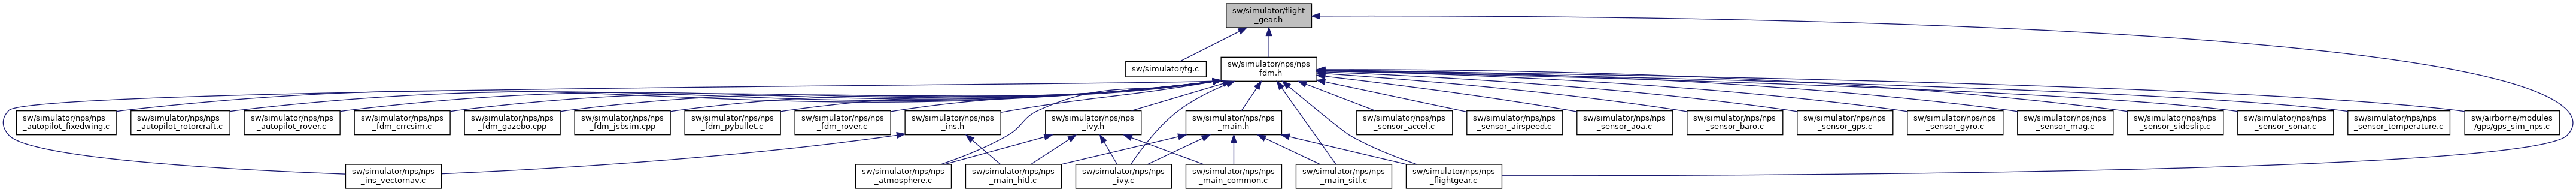 sw/simulator/flight
_gear.h
sw/simulator/fg.c
sw/simulator/nps/nps
_fdm.h
sw/simulator/nps/nps
_autopilot_fixedwing.c
sw/simulator/nps/nps
_autopilot_rotorcraft.c
sw/simulator/nps/nps
_autopilot_rover.c
sw/simulator/nps/nps
_fdm_crrcsim.c
sw/simulator/nps/nps
_fdm_gazebo.cpp
sw/simulator/nps/nps
_fdm_jsbsim.cpp
sw/simulator/nps/nps
_fdm_pybullet.c
sw/simulator/nps/nps
_fdm_rover.c
sw/simulator/nps/nps
_ins.h
sw/simulator/nps/nps
_ivy.h
sw/simulator/nps/nps
_main.h
sw/simulator/nps/nps
_sensor_accel.c
sw/simulator/nps/nps
_sensor_airspeed.c
sw/simulator/nps/nps
_sensor_aoa.c
sw/simulator/nps/nps
_sensor_baro.c
sw/simulator/nps/nps
_sensor_gps.c
sw/simulator/nps/nps
_sensor_gyro.c
sw/simulator/nps/nps
_sensor_mag.c
sw/simulator/nps/nps
_sensor_sideslip.c
sw/simulator/nps/nps
_sensor_sonar.c
sw/simulator/nps/nps
_sensor_temperature.c
sw/airborne/modules
/gps/gps_sim_nps.c
sw/simulator/nps/nps
_ins_vectornav.c
sw/simulator/nps/nps
_atmosphere.c
sw/simulator/nps/nps
_main_hitl.c
sw/simulator/nps/nps
_ivy.c
sw/simulator/nps/nps
_main_common.c
sw/simulator/nps/nps
_main_sitl.c
sw/simulator/nps/nps
_flightgear.c